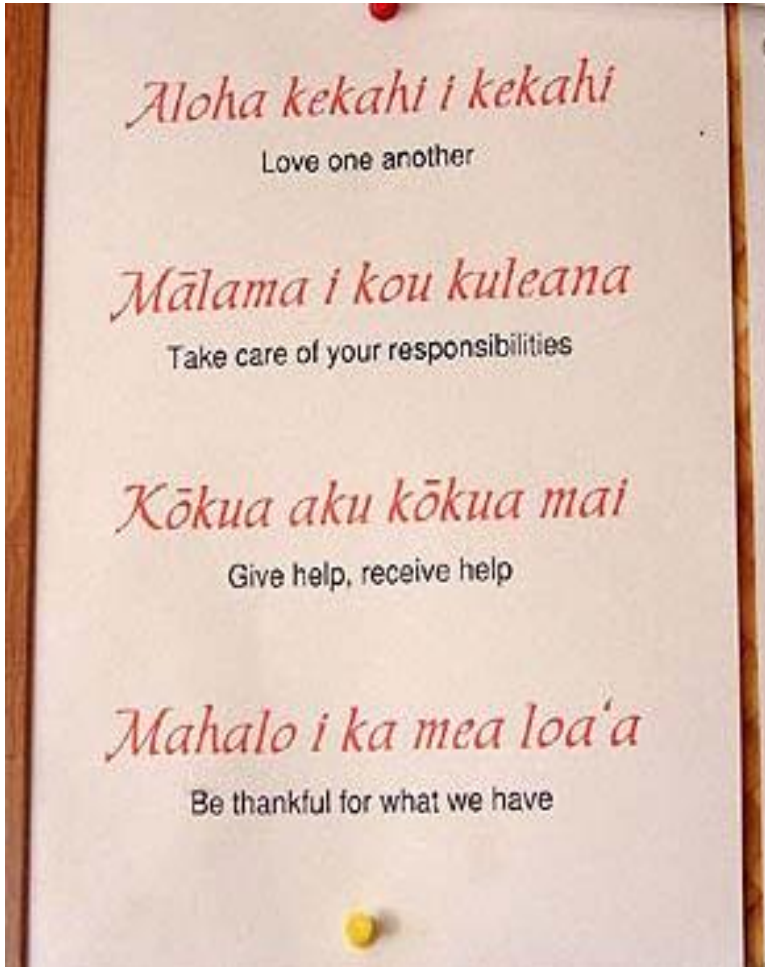 Aloha kekahi i kekahi
Love one another
Mālama i kou kuleana
Take care of your responsibilities
Kōkua aku kōkua mai
Give help, receive help
Mahalo i ka mea loaʻa
Be thankful for what we have